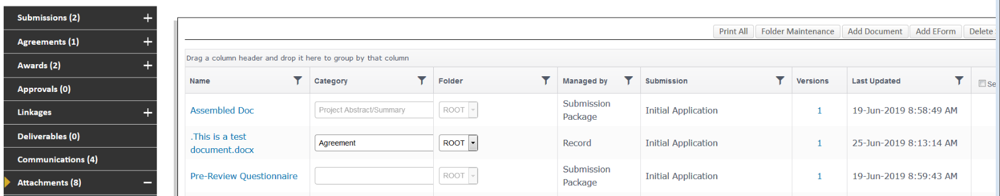 Submissions (2)
Agreements (1)
Awards (2)
Approvals (0)
Linkages
Deliverables (0)
Communications (4)
Attachments (8)
Print All Folder Maintenance Add Document Add EForm Delete
Drag a column header and drop it here to group by that column
Name Category Folder Managed by Submission Versions Last Updated Se
Assembled Doc Project Abstract/Summary ROOT Submission Package Initial Application 1 19-Jun-2019 8:58:49 AM
.This is a test document.docx Agreement ROOT Record Initial Application 1 25-Jun-2019 8:13:14 AM
Pre-Review Questionnaire ROOT Submission Package Initial Application 1 19-Jun-2019 8:59:43 AM